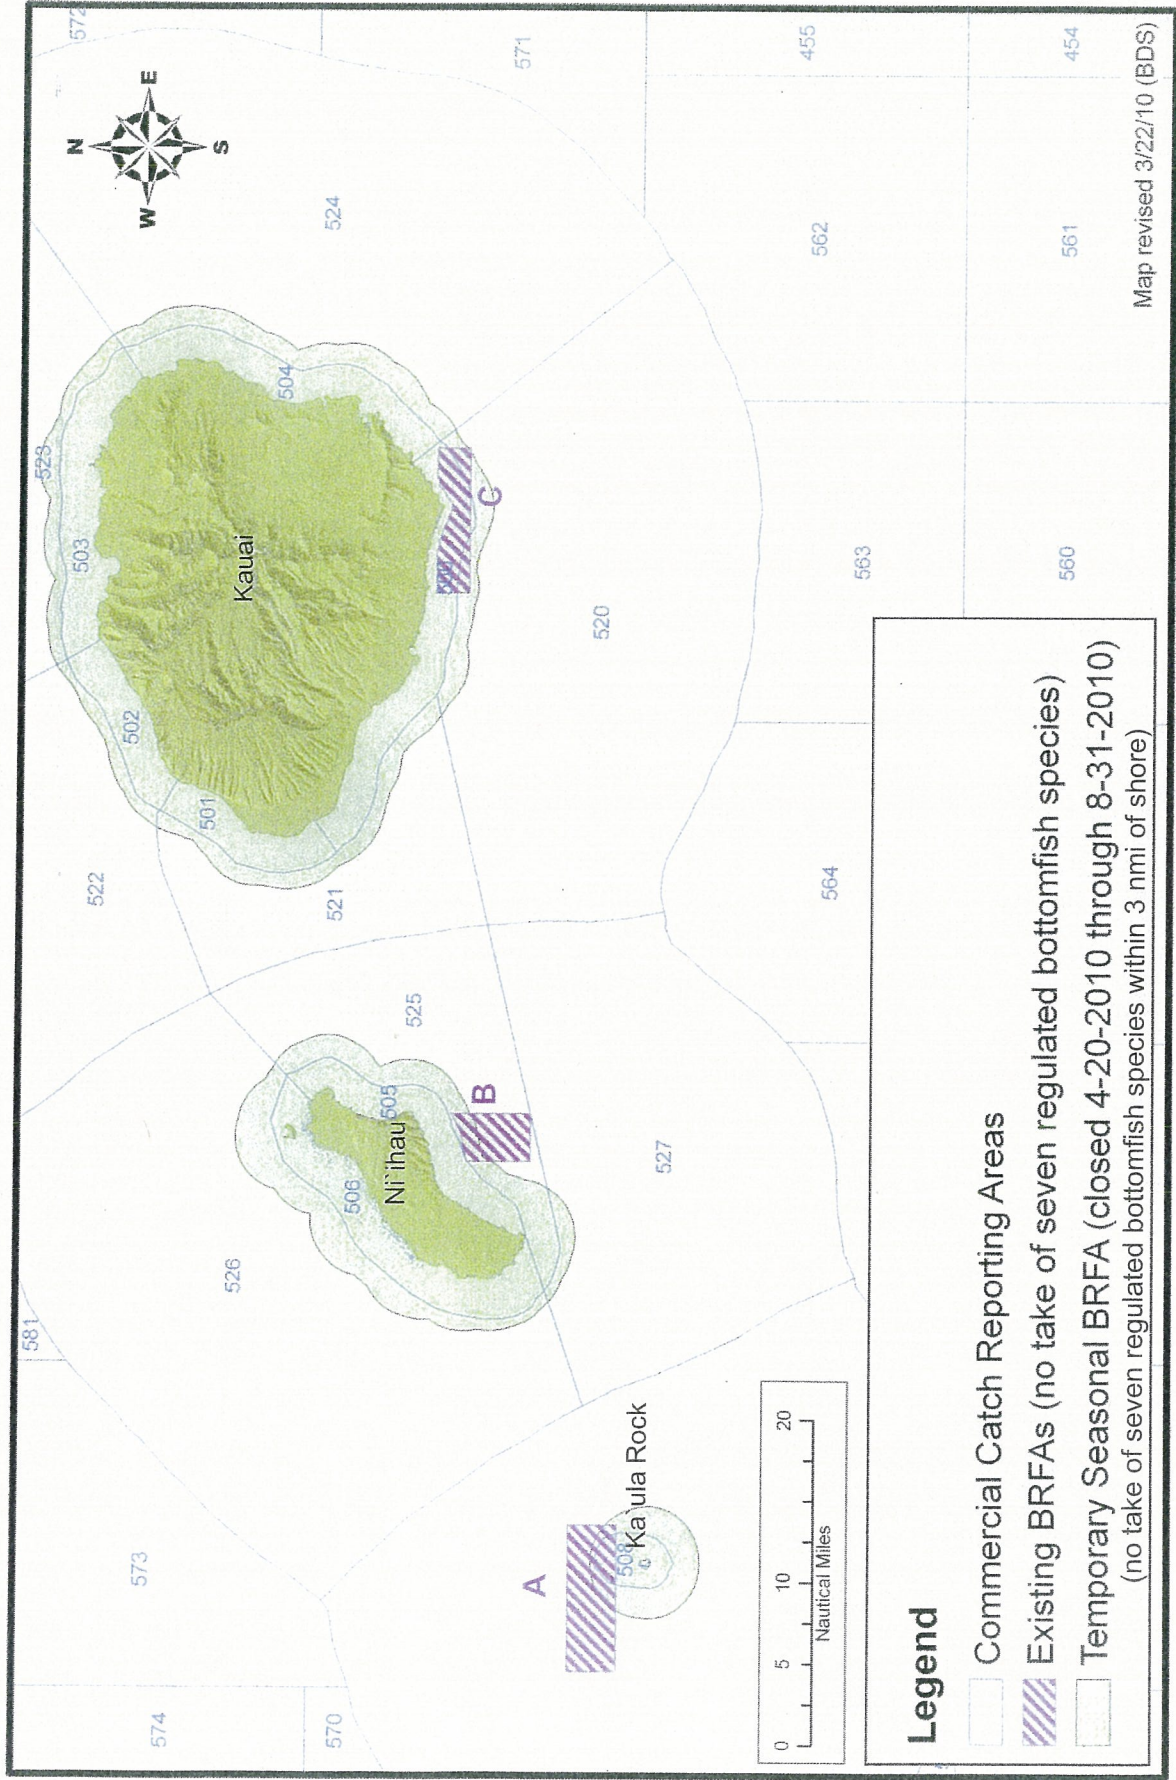 572
571
455
454
N
W
E
S
524
562
561
523
503
504
Kauai
502
501
C
522
521
520
563
560
564
525
505
Ni`ihau
506
B
527
526
581
573
574
570
A
508
Ka`ula Rock
0 5 10 20
Nautical Miles
Legend
Commercial Catch Reporting Areas
Existing BRFAs (no take of seven regulated bottomfish species)
Temporary Seasonal BRFA (closed 4-20-2010 through 8-31-2010)
(no take of seven regulated bottomfish species within 3 nmi of shore)
Map revised 3/22/10 (BDS)